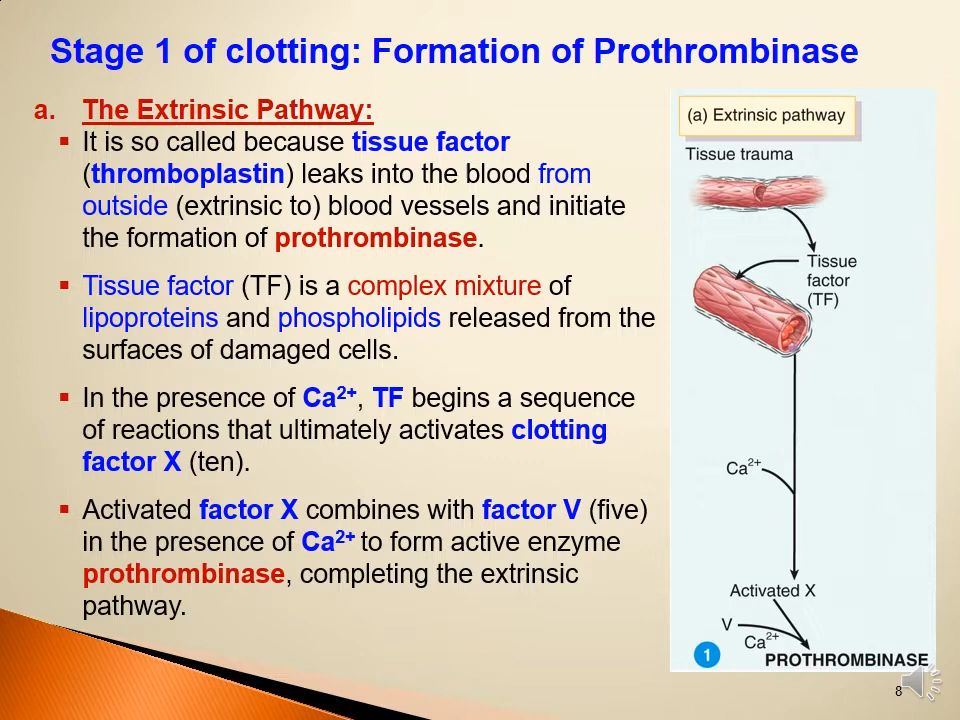 Stage 1 of clotting: Formation of Prothrombinase
a. The Extrinsic Pathway:
▪ It is so called because tissue factor
(thromboplastin) leaks into the blood from
outside (extrinsic to) blood vessels and initiate
the formation of prothrombinase.
▪ Tissue factor (TF) is a complex mixture of
lipoproteins and phospholipids released from the
surfaces of damaged cells.
▪ In the presence of Ca²⁺, TF begins a sequence
of reactions that ultimately activates clotting
factor X (ten).
▪ Activated factor X combines with factor V (five)
in the presence of Ca²⁺ to form active enzyme
prothrombinase, completing the extrinsic
pathway.
(a) Extrinsic pathway
Tissue trauma
Tissue
factor
(TF)
Ca²⁺
Activated X
V
Ca²⁺
1
PROTHROMBINASE
8